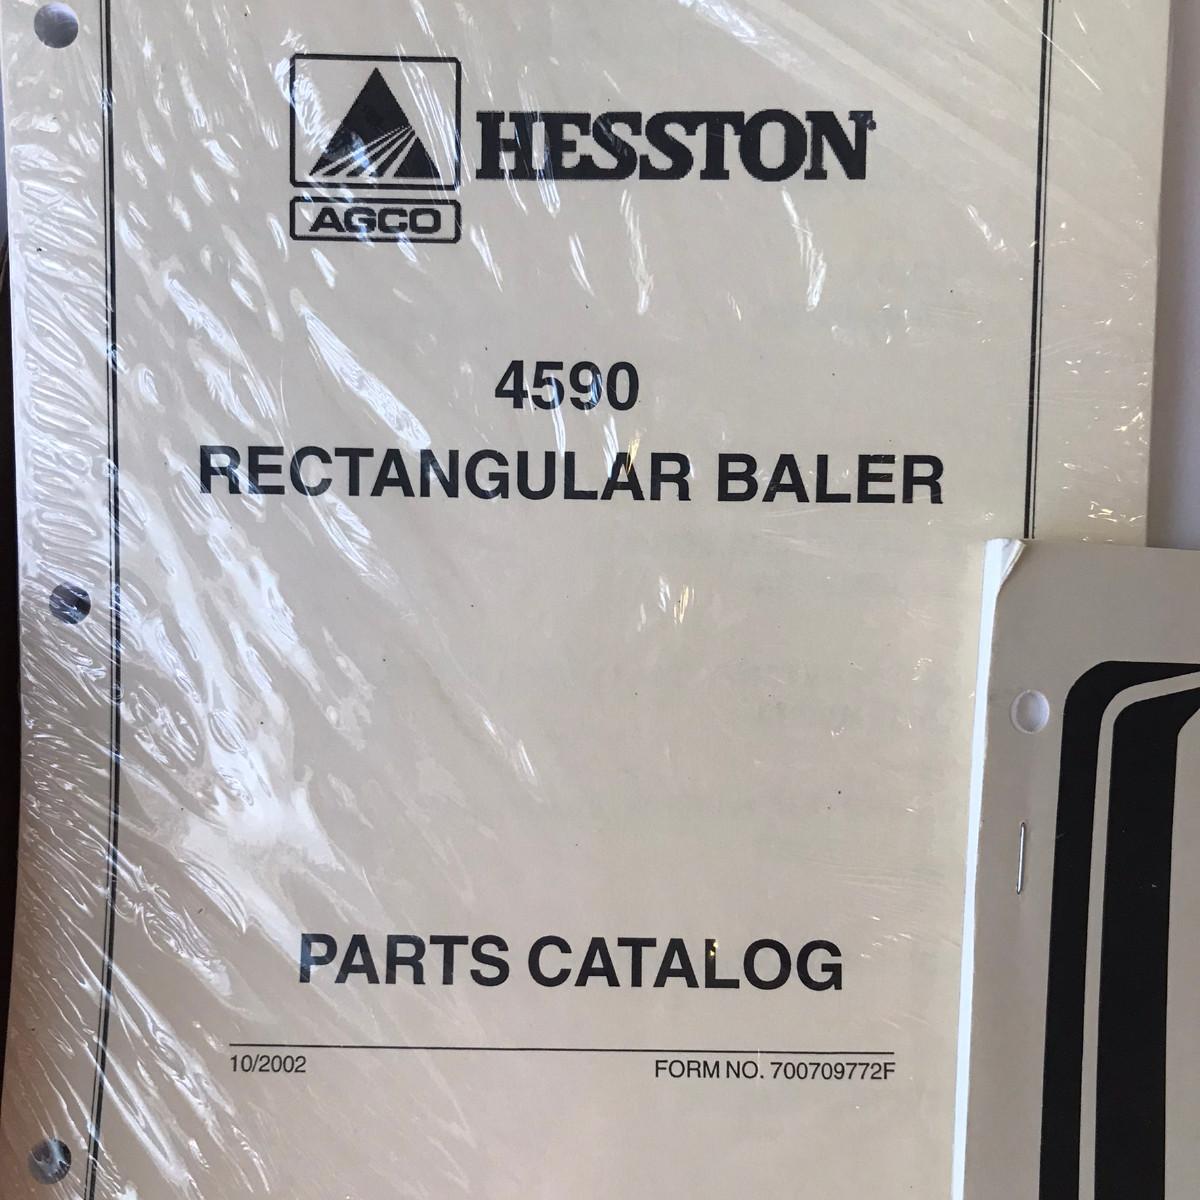 HESSTON
AGCO
4590
RECTANGULAR BALER
PARTS CATALOG
10/2002 FORM NO. 700709772F